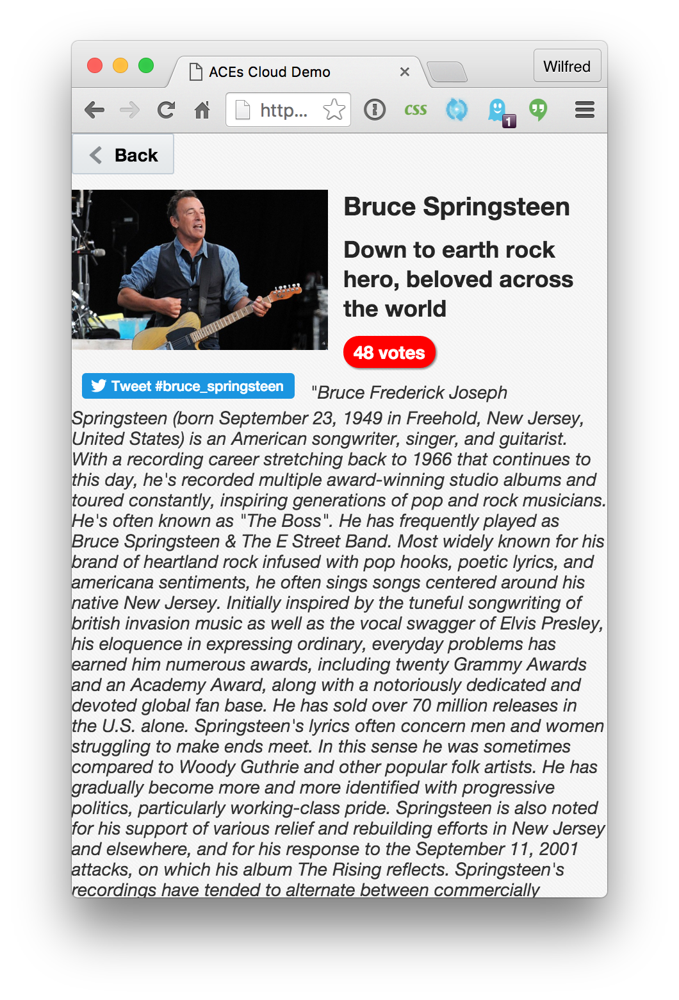 ACEs Cloud Demo
Wilfred
http...
css
1
Back
Bruce Springsteen
Down to earth rock
hero, beloved across
the world
48 votes
Tweet #bruce_springsteen
"Bruce Frederick Joseph
Springsteen (born September 23, 1949 in Freehold, New Jersey,
United States) is an American songwriter, singer, and guitarist.
With a recording career stretching back to 1966 that continues to
this day, he's recorded multiple award-winning studio albums and
toured constantly, inspiring generations of pop and rock musicians.
He's often known as "The Boss". He has frequently played as
Bruce Springsteen & The E Street Band. Most widely known for his
brand of heartland rock infused with pop hooks, poetic lyrics, and
americana sentiments, he often sings songs centered around his
native New Jersey. Initially inspired by the tuneful songwriting of
british invasion music as well as the vocal swagger of Elvis Presley,
his eloquence in expressing ordinary, everyday problems has
earned him numerous awards, including twenty Grammy Awards
and an Academy Award, along with a notoriously dedicated and
devoted global fan base. He has sold over 70 million releases in
the U.S. alone. Springsteen's lyrics often concern men and women
struggling to make ends meet. In this sense he was sometimes
compared to Woody Guthrie and other popular folk artists. He has
gradually become more and more identified with progressive
politics, particularly working-class pride. Springsteen is also noted
for his support of various relief and rebuilding efforts in New Jersey
and elsewhere, and for his response to the September 11, 2001
attacks, on which his album The Rising reflects. Springsteen's
recordings have tended to alternate between commercially